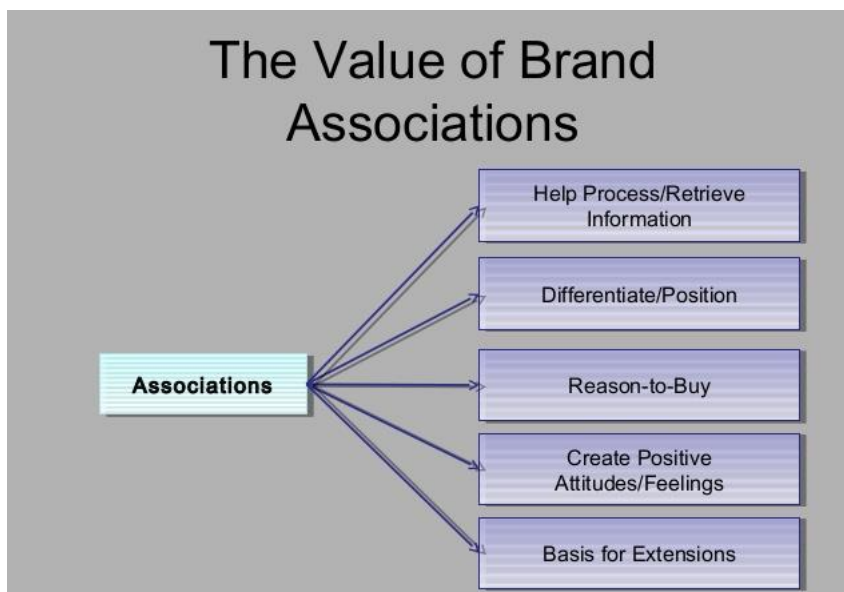 The Value of Brand
Associations
Help Process/Retrieve
Information
Differentiate/Position
Associations
Reason-to-Buy
Create Positive
Attitudes/Feelings
Basis for Extensions